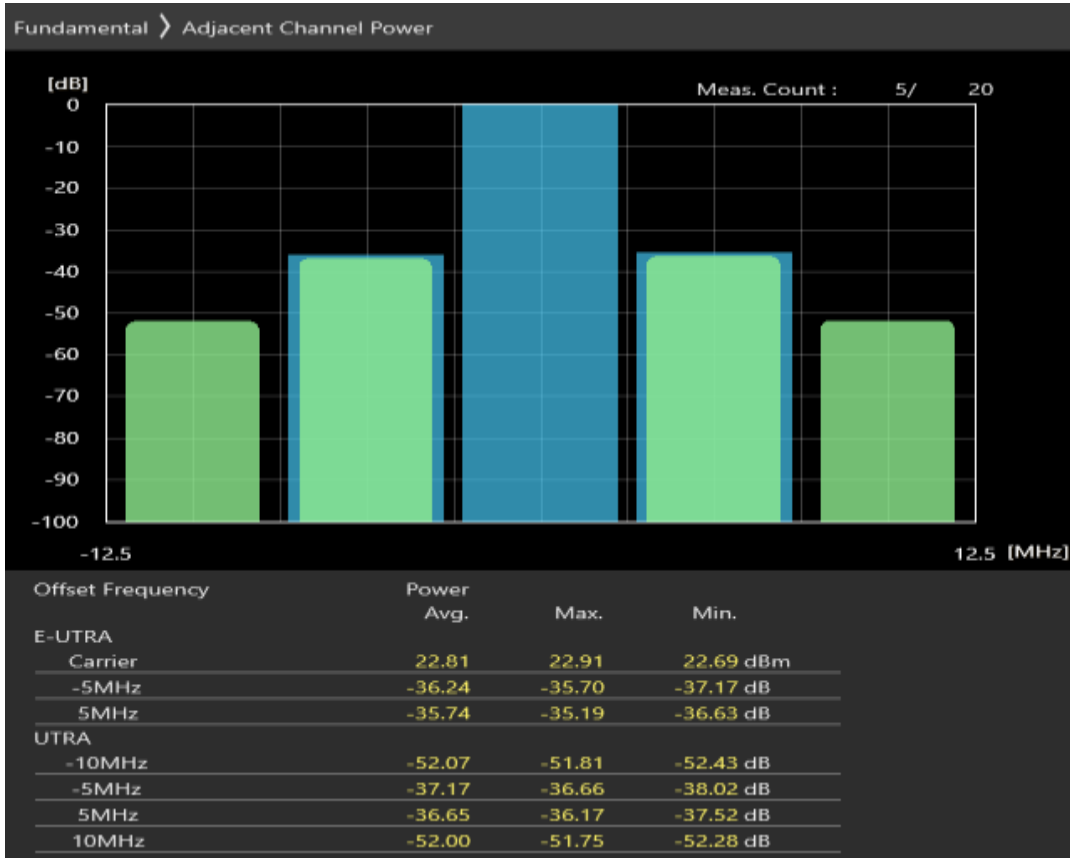 Fundamental ❯ Adjacent Channel Power
[dB]
Meas. Count : 5/ 20
0
-10
-20
-30
-40
-50
-60
-70
-80
-90
-100
-12.5 12.5 [MHz]
Offset Frequency Power
Avg. Max. Min.
E-UTRA
Carrier 22.81 22.91 22.69 dBm
-5MHz -36.24 -35.70 -37.17 dB
5MHz -35.74 -35.19 -36.63 dB
UTRA
-10MHz -52.07 -51.81 -52.43 dB
-5MHz -37.17 -36.66 -38.02 dB
5MHz -36.65 -36.17 -37.52 dB
10MHz -52.00 -51.75 -52.28 dB